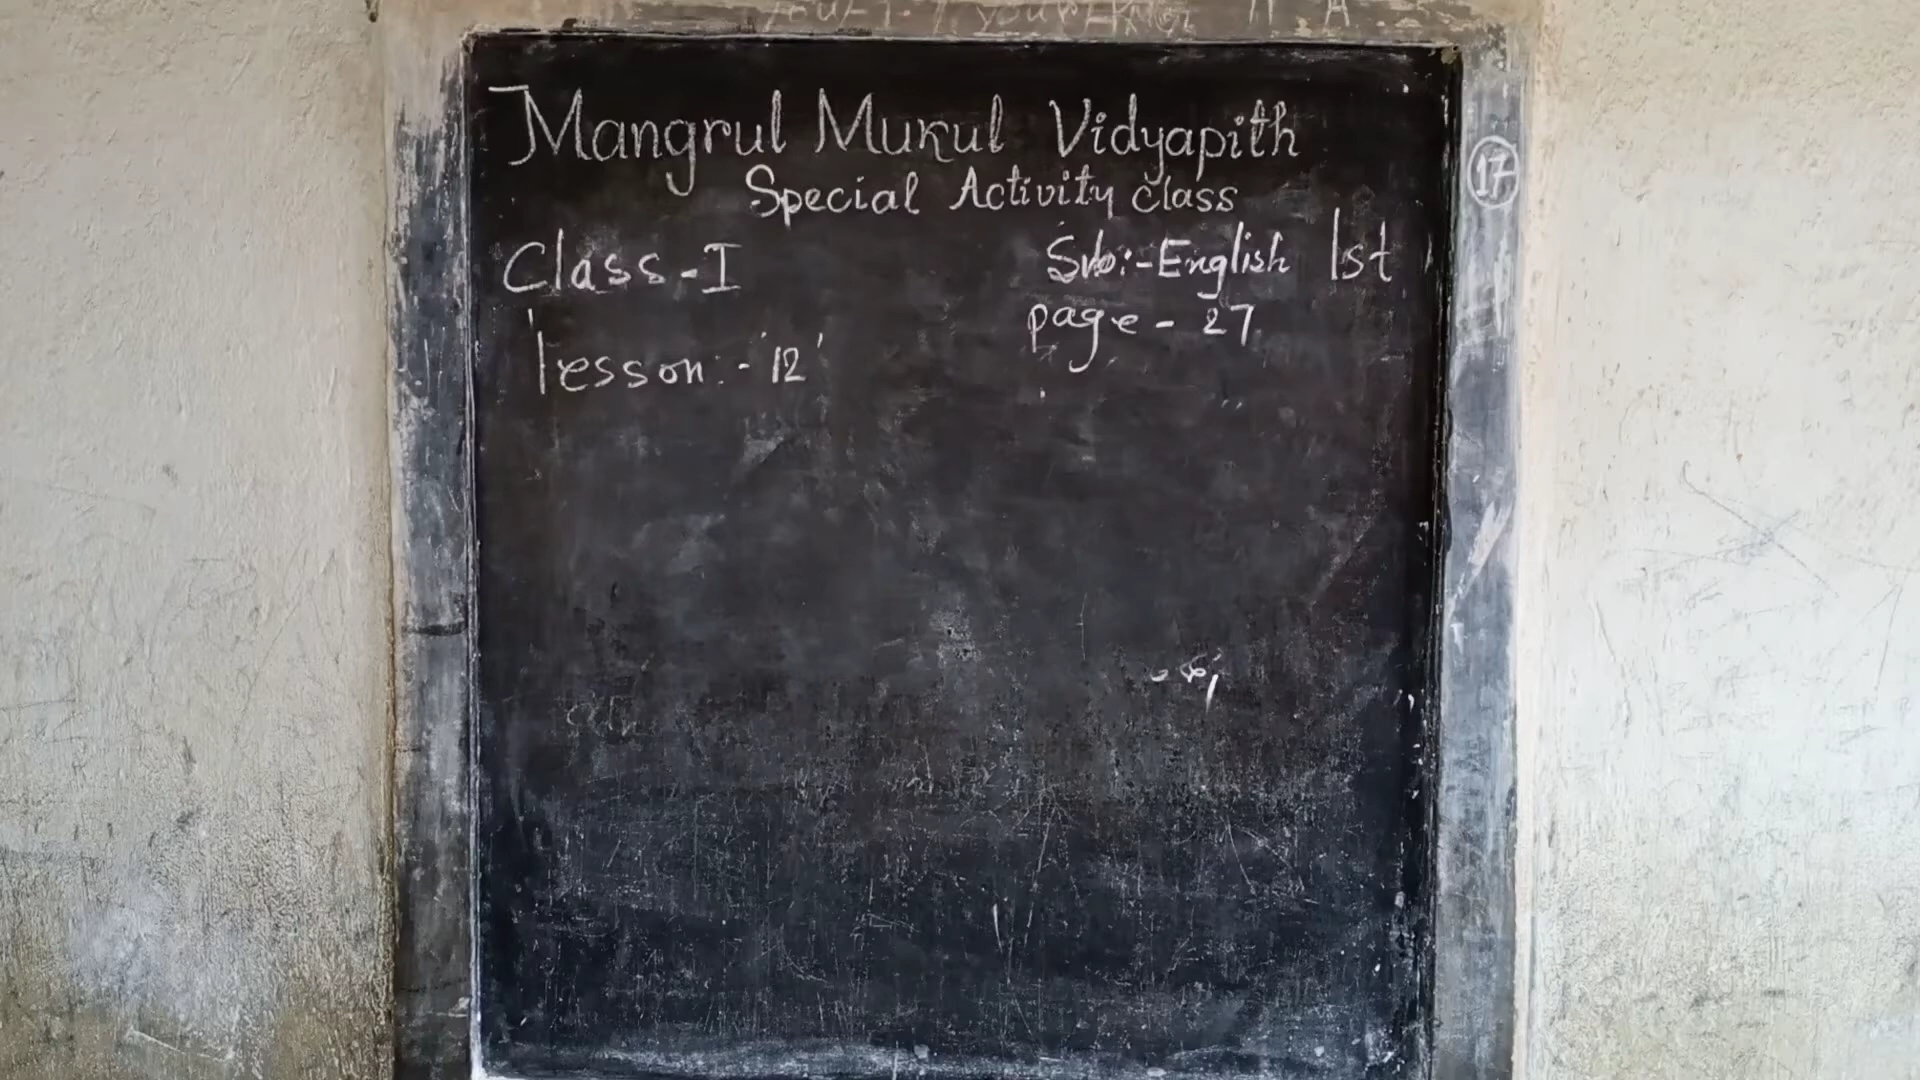 Mangrul Mukul Vidyapith
Special Activity class
Class-I
Sub:-English 1st
page - 27
lesson:- '12'
17